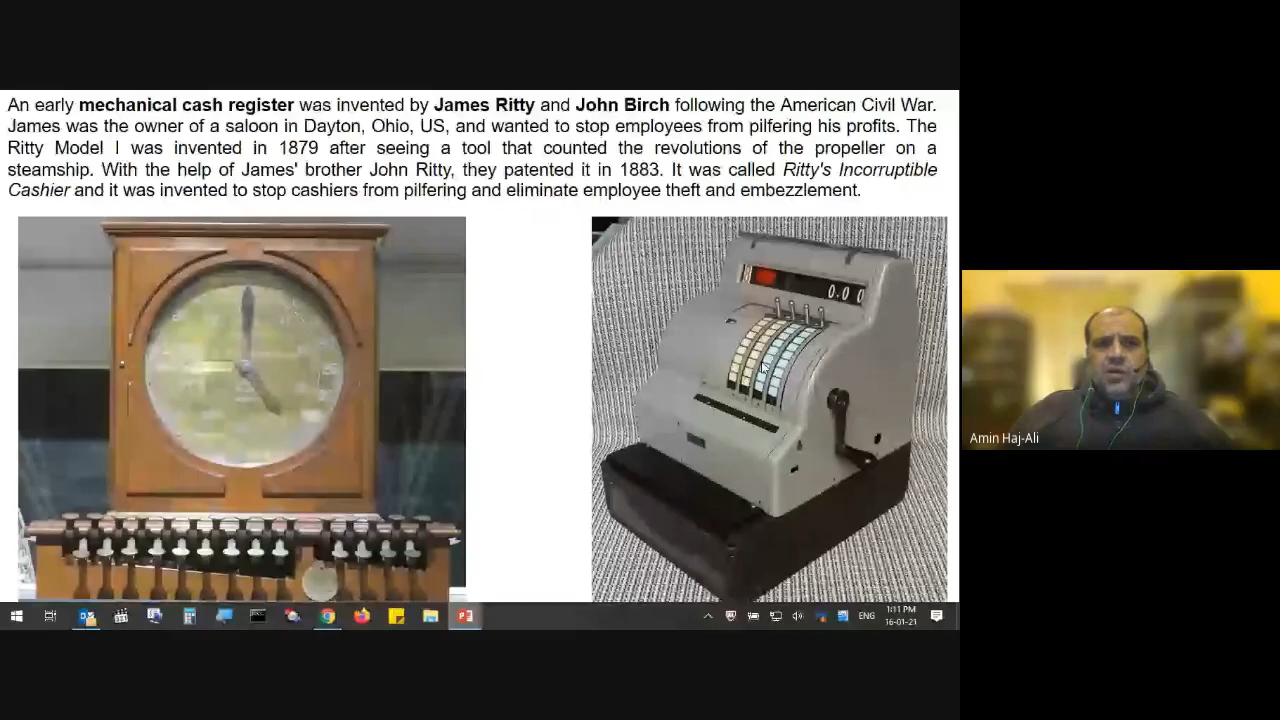 An early mechanical cash register was invented by James Ritty and John Birch following the American Civil War.
James was the owner of a saloon in Dayton, Ohio, US, and wanted to stop employees from pilfering his profits. The
Ritty Model I was invented in 1879 after seeing a tool that counted the revolutions of the propeller on a
steamship. With the help of James' brother John Ritty, they patented it in 1883. It was called Ritty's Incorruptible
Cashier and it was invented to stop cashiers from pilfering and eliminate employee theft and embezzlement.
0.00
Amin Haj-Ali
ENG
1:11 PM
16-01-21